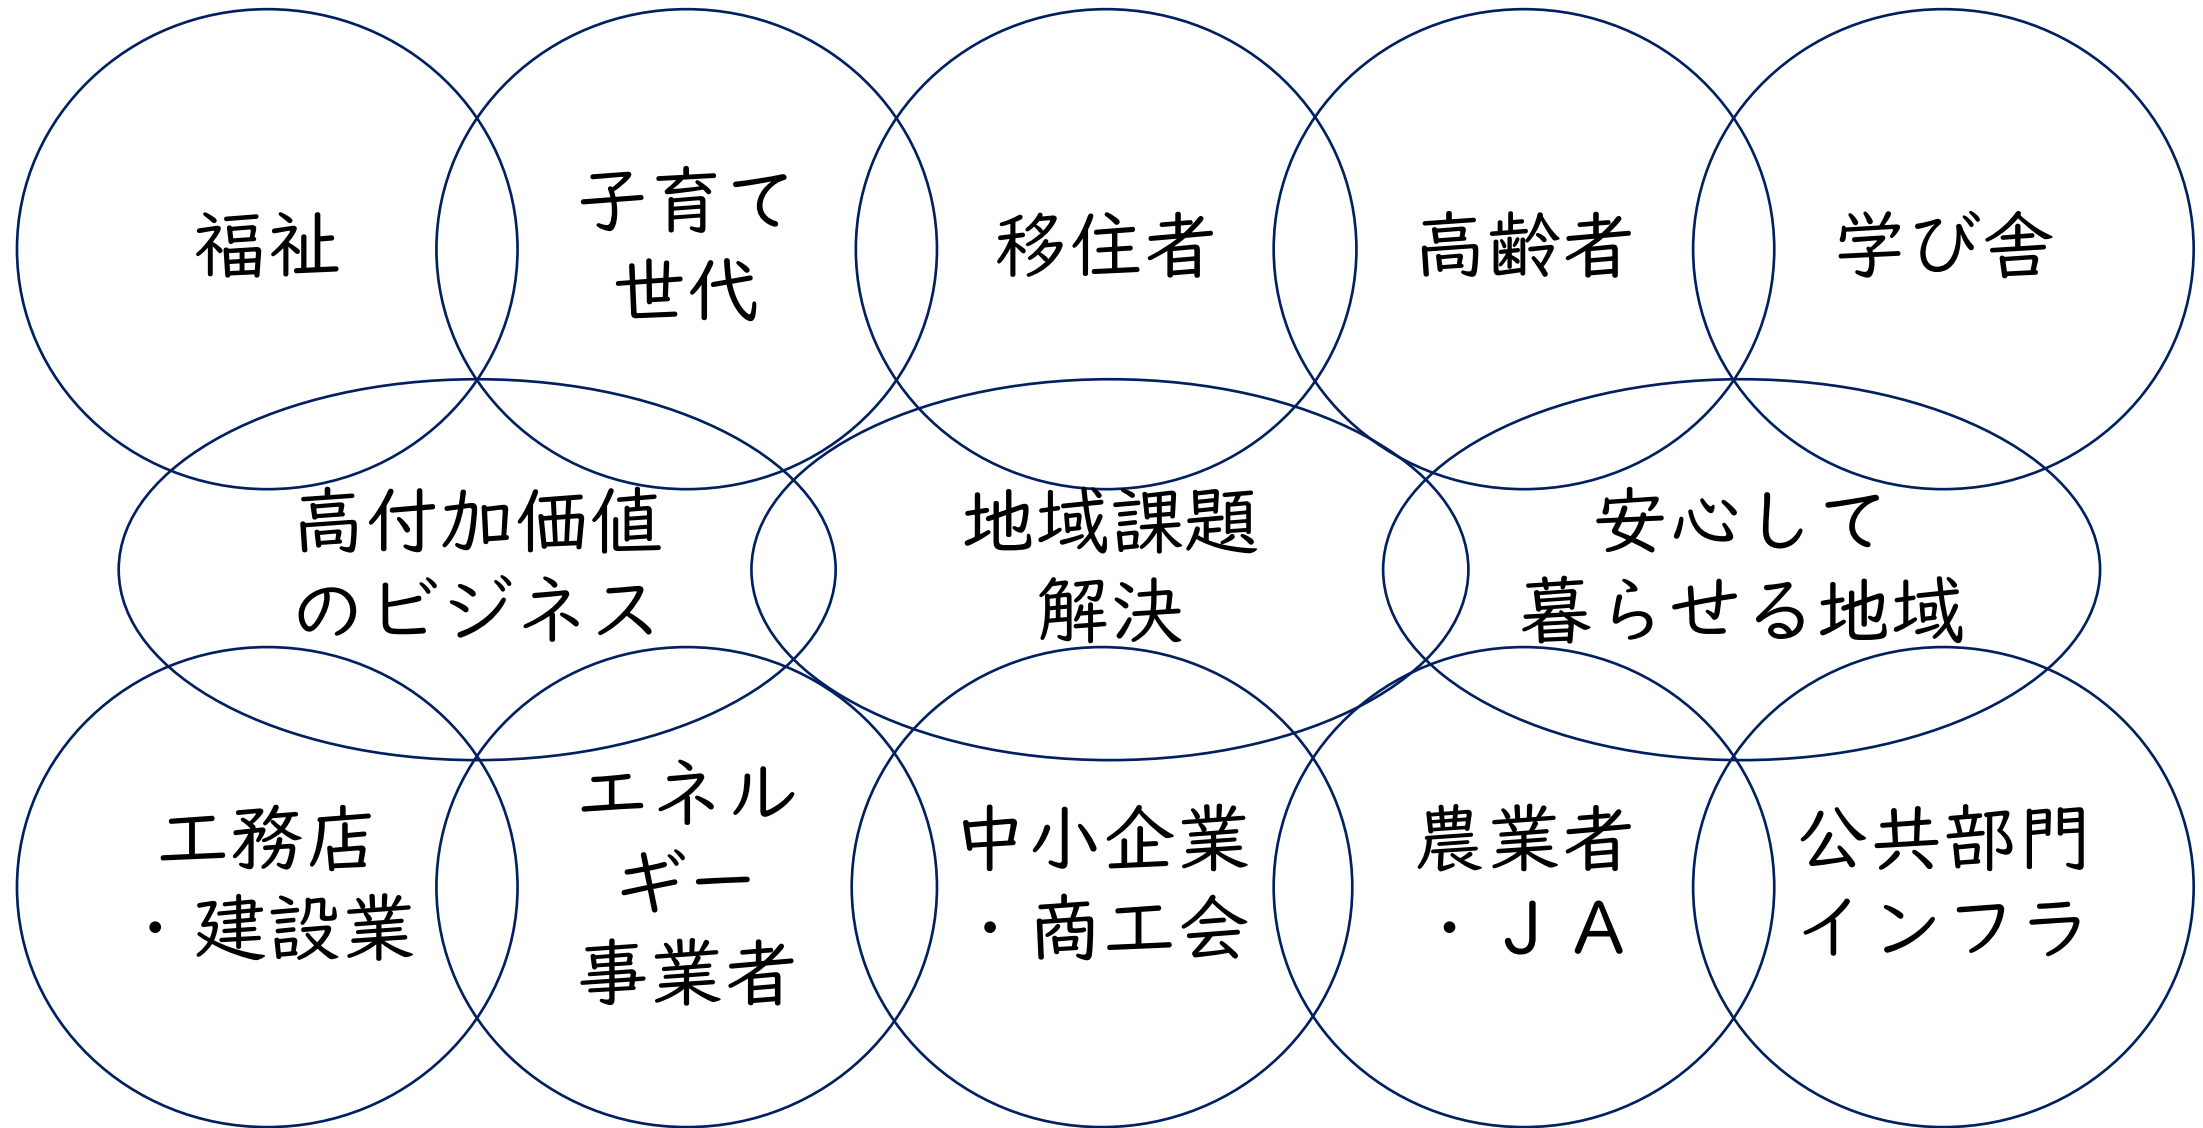 福祉
子育て
世代
移住者
高齢者
学び舎
高付加価値
のビジネス
地域課題
解決
安心して
暮らせる地域
工務店
・建設業
エネル
ギー
事業者
中小企業
・商工会
農業者
・ＪＡ
公共部門
インフラ